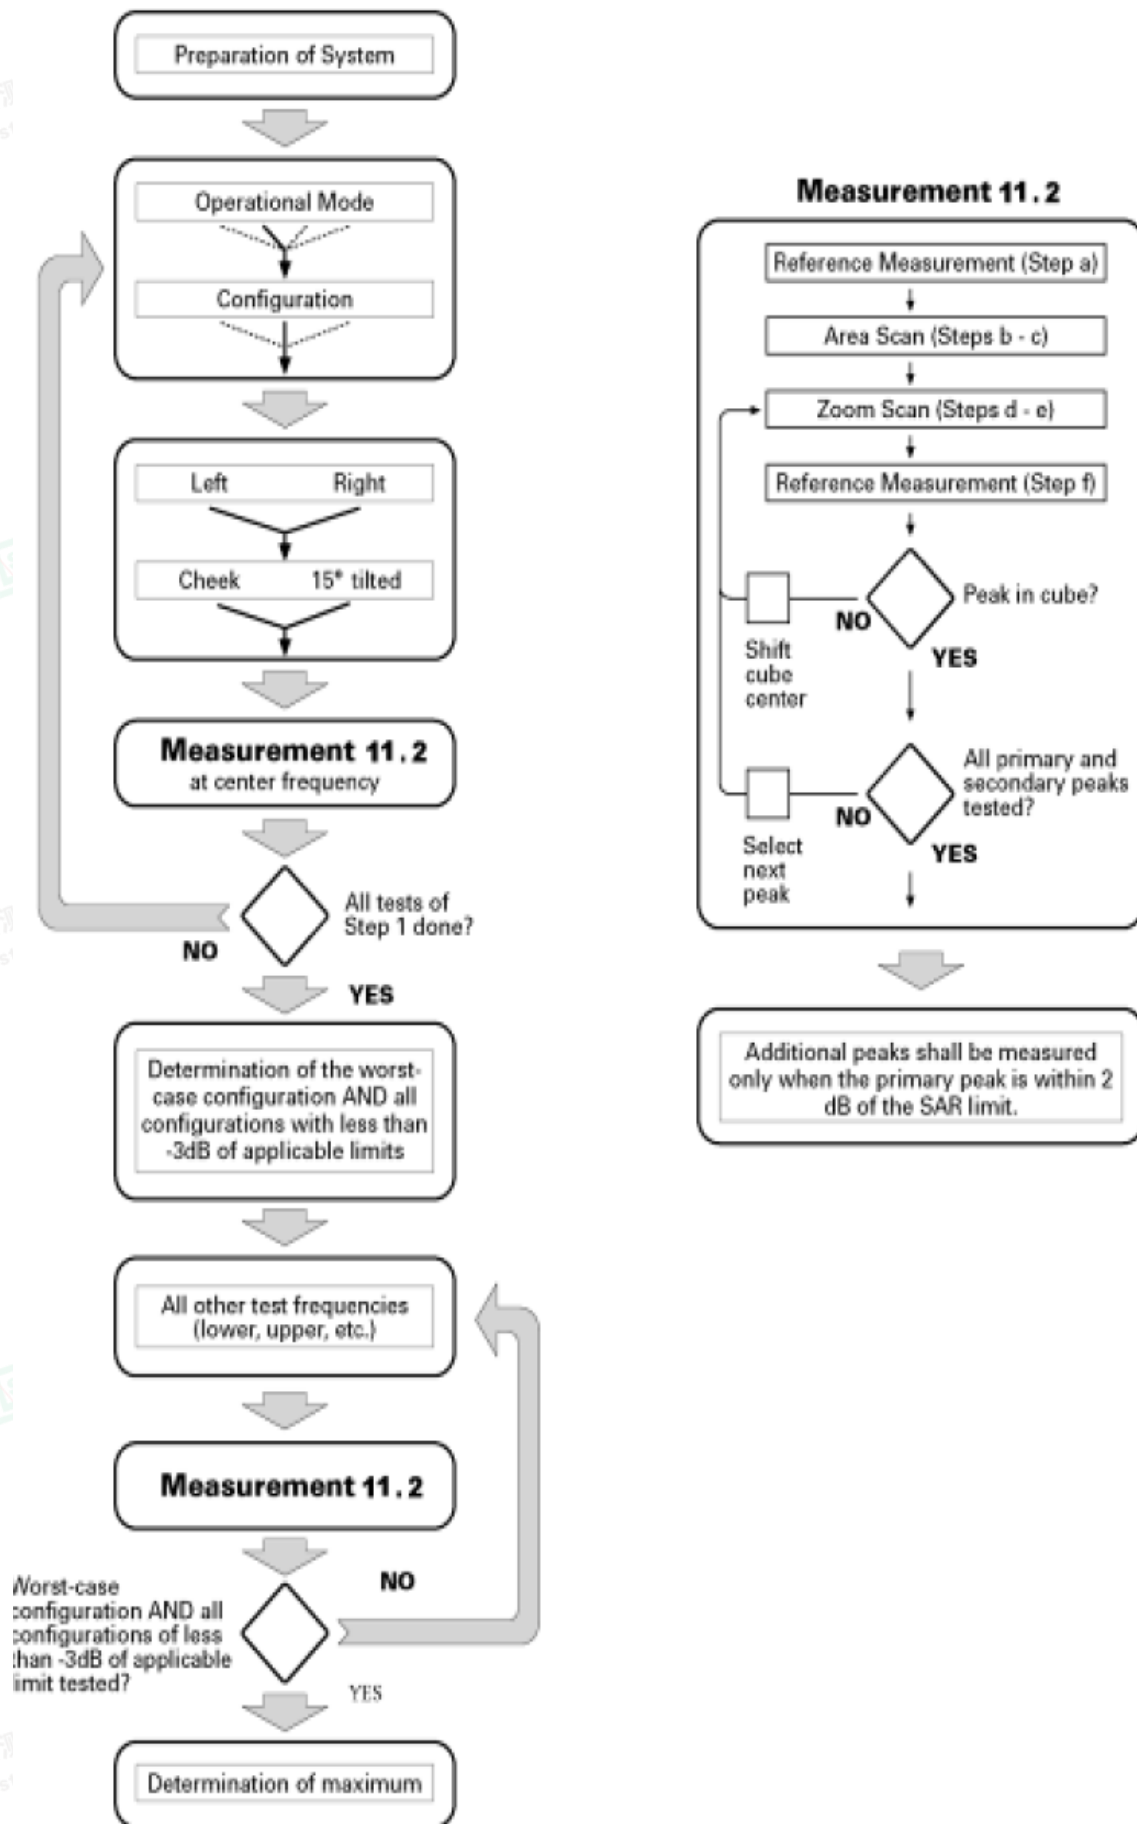 Preparation of System
Operational Mode
Configuration
Left Right
Cheek 15° tilted
Measurement 11.2
at center frequency
All tests of
Step 1 done?
NO
YES
Determination of the worst-
case configuration AND all
configurations with less than
-3dB of applicable limits
All other test frequencies
(lower, upper, etc.)
Measurement 11.2
NO
Worst-case
configuration AND all
configurations of less
than -3dB of applicable
limit tested?
YES
Determination of maximum
Measurement 11.2
Reference Measurement (Step a)
Area Scan (Steps b - c)
Zoom Scan (Steps d - e)
Reference Measurement (Step f)
Peak in cube?
NO
Shift
cube
center
YES
All primary and
secondary peaks
tested?
NO
Select
next
peak
YES
Additional peaks shall be measured
only when the primary peak is within 2
dB of the SAR limit.